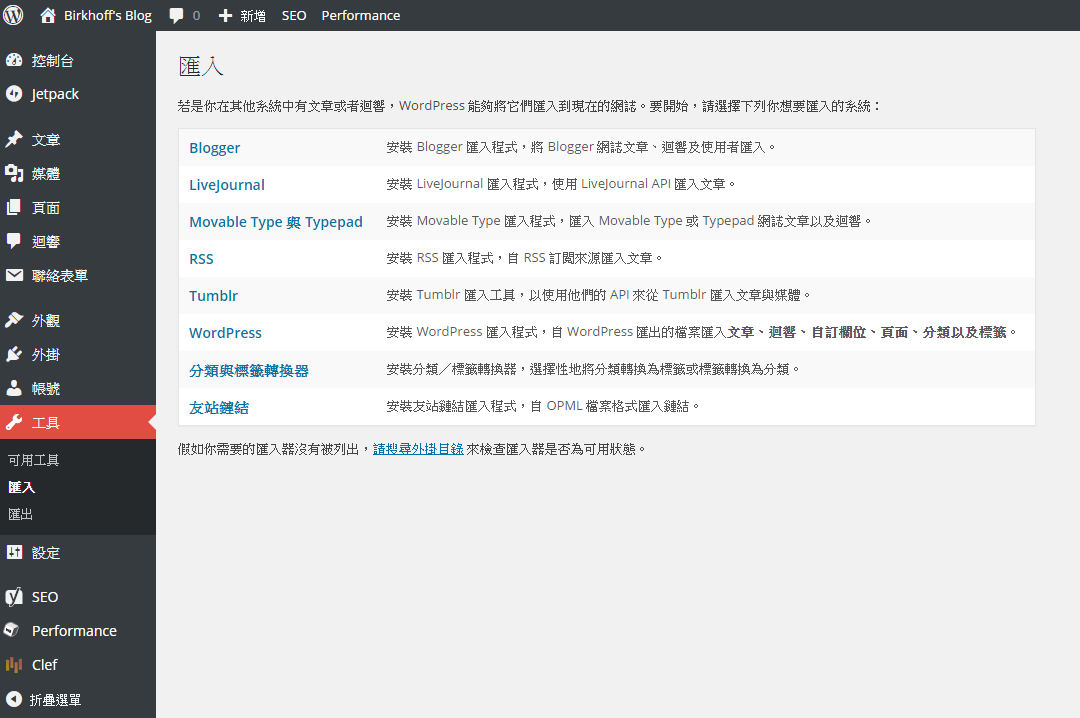 Birkhoff's Blog 0 新增 SEO Performance
控制台
Jetpack
文章
媒體
頁面
迴響
聯絡表單
外觀
外掛
帳號
工具
可用工具
匯入
匯出
設定
SEO
Performance
Clef
折疊選單
匯入
若是你在其他系統中有文章或者迴響，WordPress 能夠將它們匯入到現在的網誌。要開始，請選擇下列你想要匯入的系統：
Blogger 安裝 Blogger 匯入程式，將 Blogger 網誌文章、迴響及使用者匯入。
LiveJournal 安裝 LiveJournal 匯入程式，使用 LiveJournal API 匯入文章。
Movable Type 與 Typepad 安裝 Movable Type 匯入程式，匯入 Movable Type 或 Typepad 網誌文章以及迴響。
RSS 安裝 RSS 匯入程式，自 RSS 訂閱來源匯入文章。
Tumblr 安裝 Tumblr 匯入工具，以使用他們的 API 來從 Tumblr 匯入文章與媒體。
WordPress 安裝 WordPress 匯入程式，自 WordPress 匯出的檔案匯入文章、迴響、自訂欄位、頁面、分類以及標籤。
分類與標籤轉換器 安裝分類／標籤轉換器，選擇性地將分類轉換為標籤或標籤轉換為分類。
友站鏈結 安裝友站鏈結匯入程式，自 OPML 檔案格式匯入鏈結。
假如你需要的匯入器沒有被列出，請搜尋外掛目錄 來檢查匯入器是否為可用狀態。